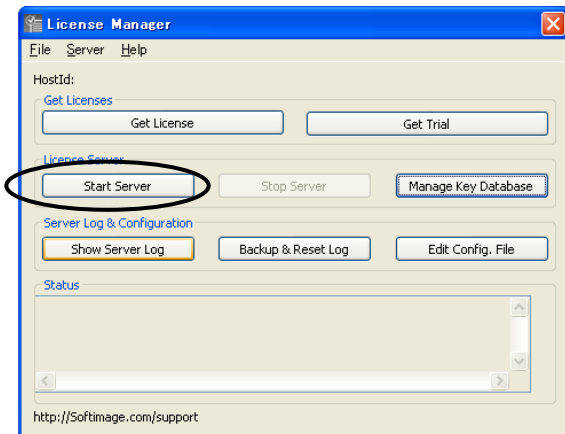 License Manager
File Server Help
HostId:
Get Licenses
Get License Get Trial
License Server
Start Server Stop Server Manage Key Database
Server Log & Configuration
Show Server Log Backup & Reset Log Edit Config. File
Status
http://Softimage.com/support